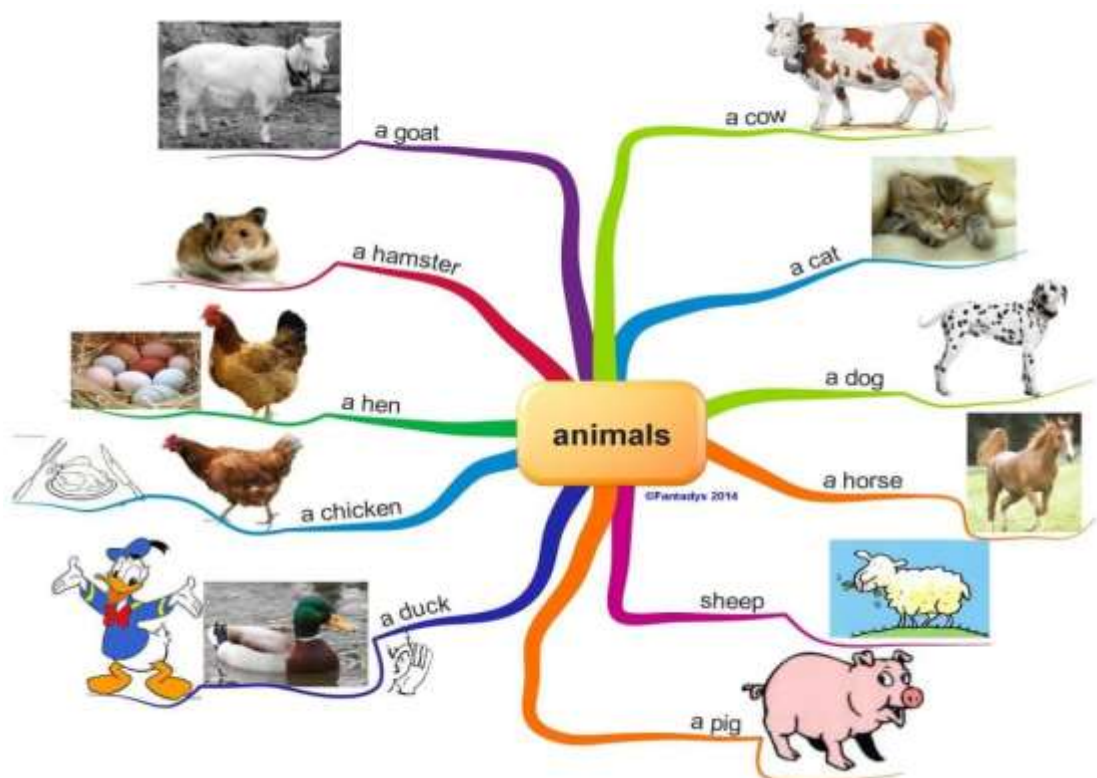 a goat
a cow
a hamster
a cat
a hen
a dog
animals
a chicken
a horse
©Fantadys 2014
a duck
sheep
a pig